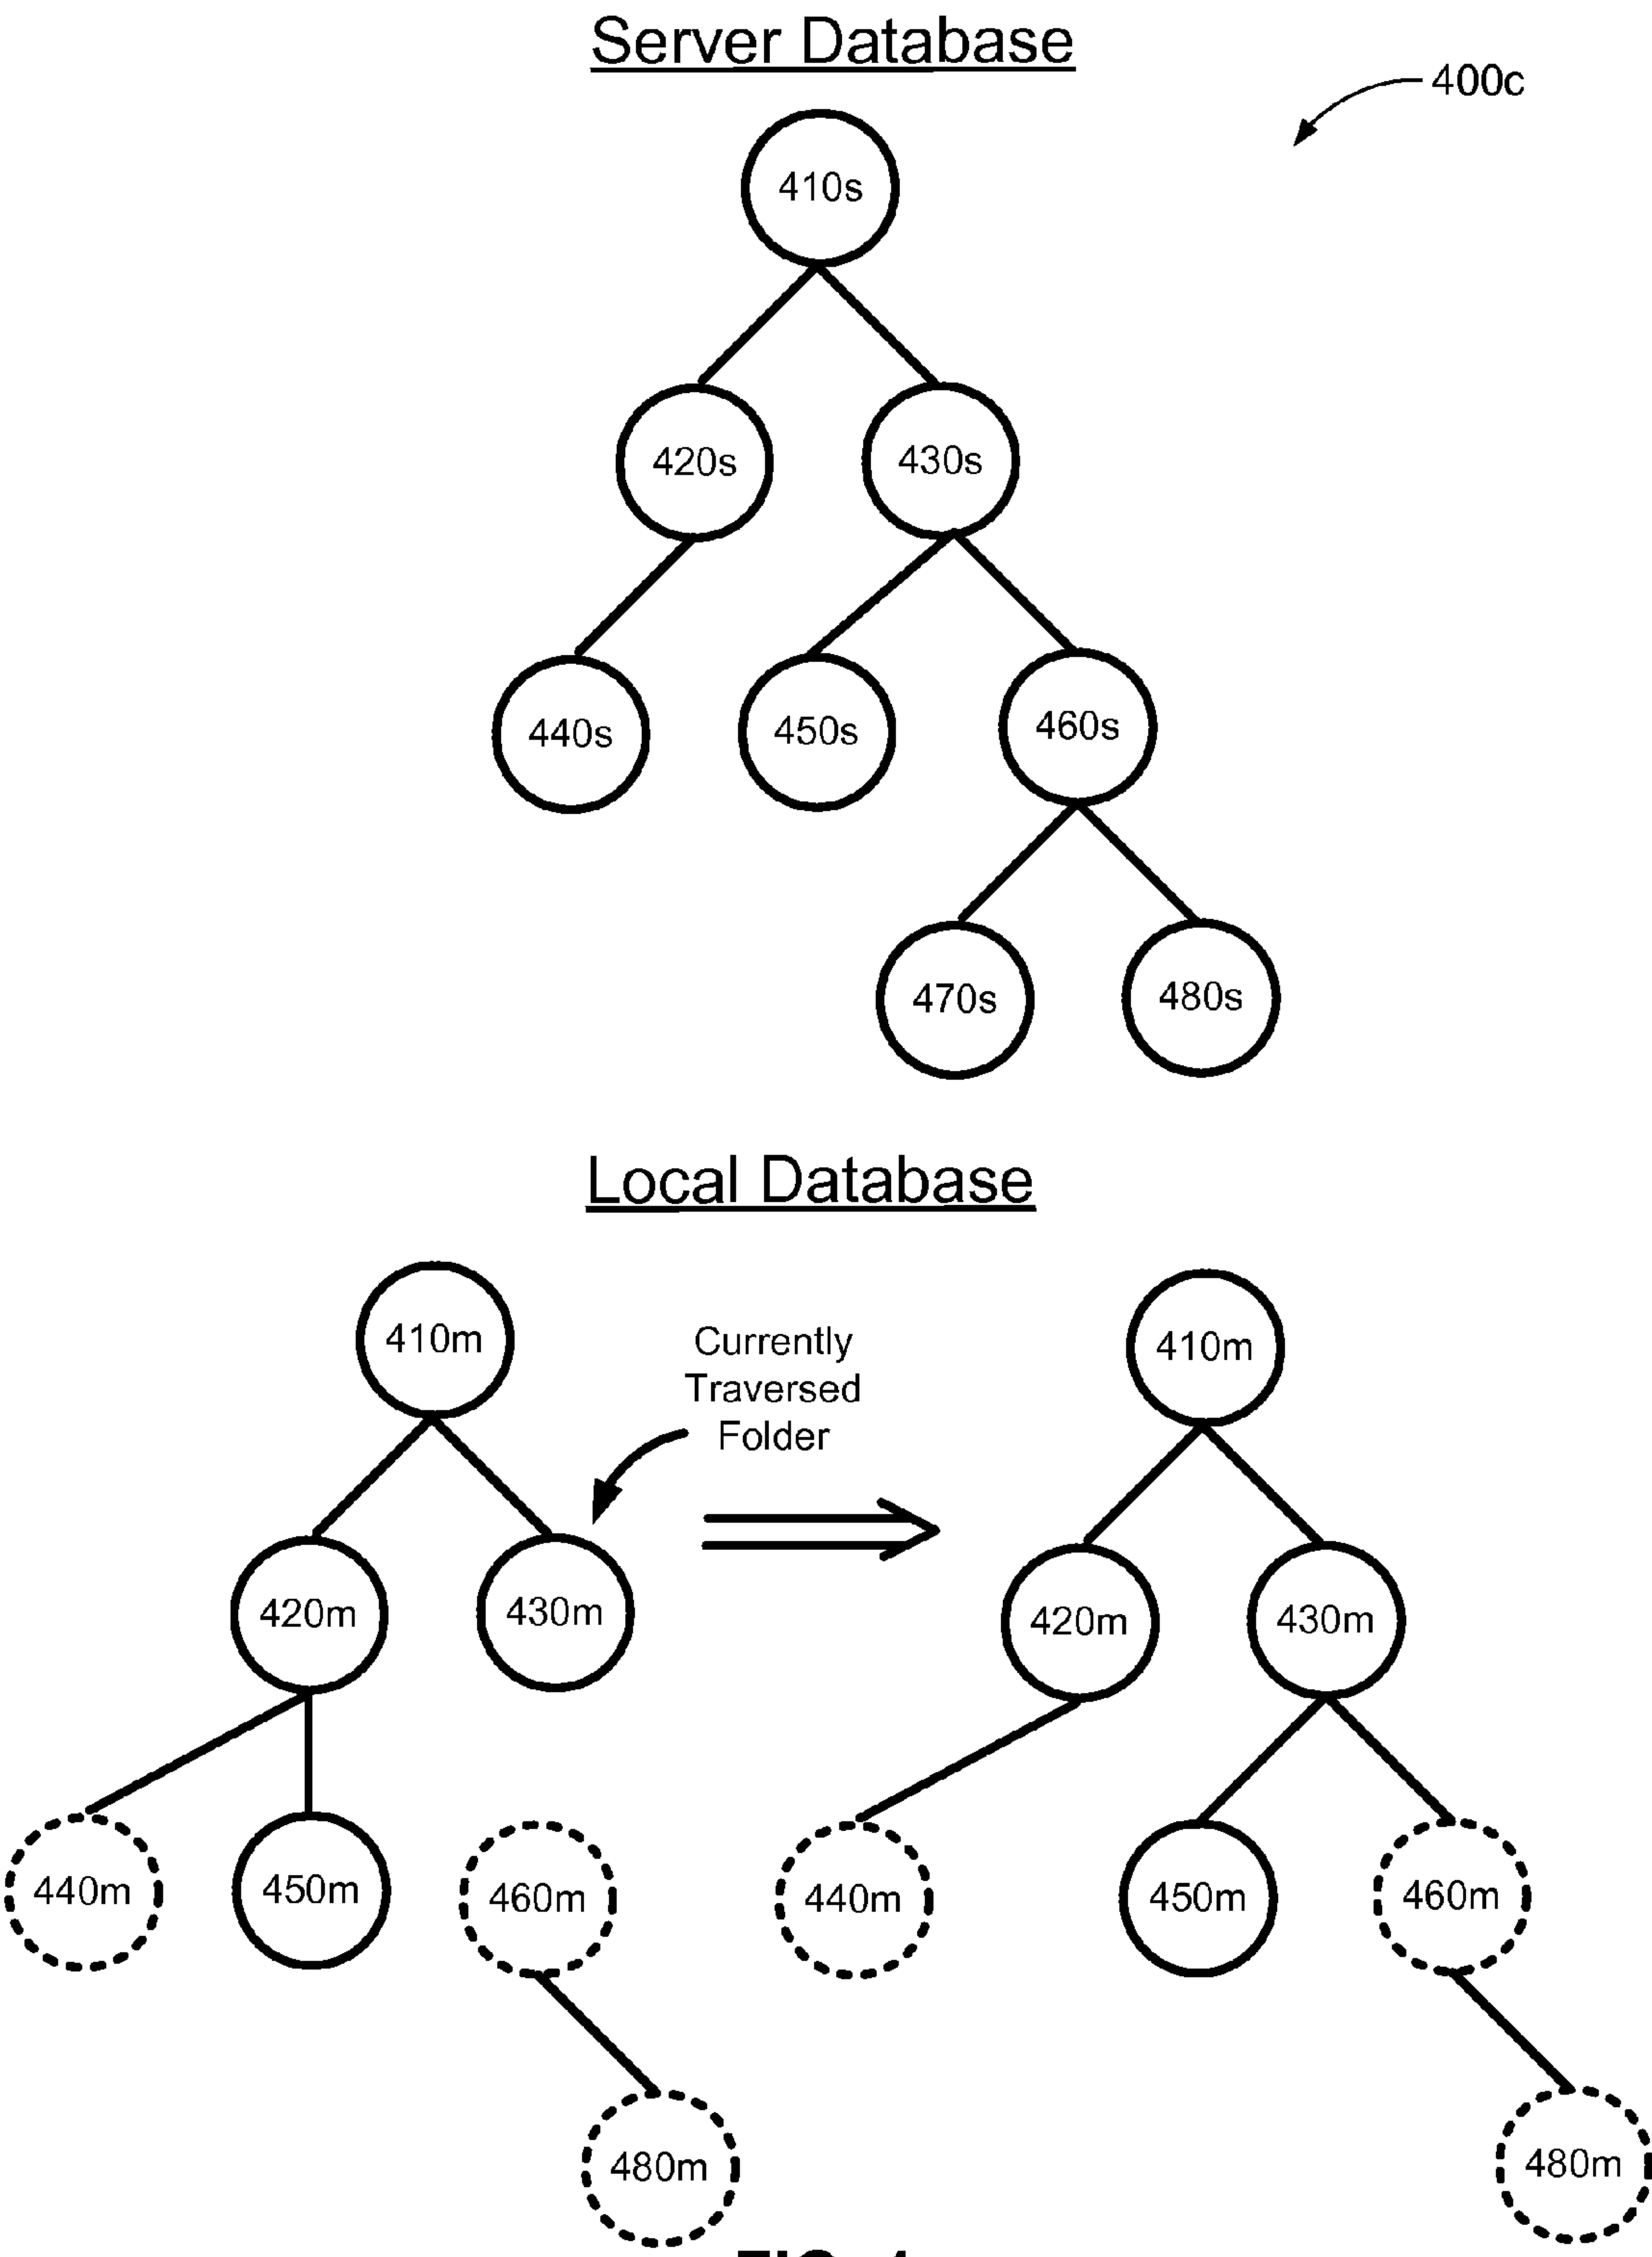 Server Database
400c
410s
420s
430s
440s
450s
460s
470s
480s
Local Database
410m
Currently
Traversed
Folder
420m
430m
440m
450m
460m
480m
410m
420m
430m
440m
450m
460m
480m